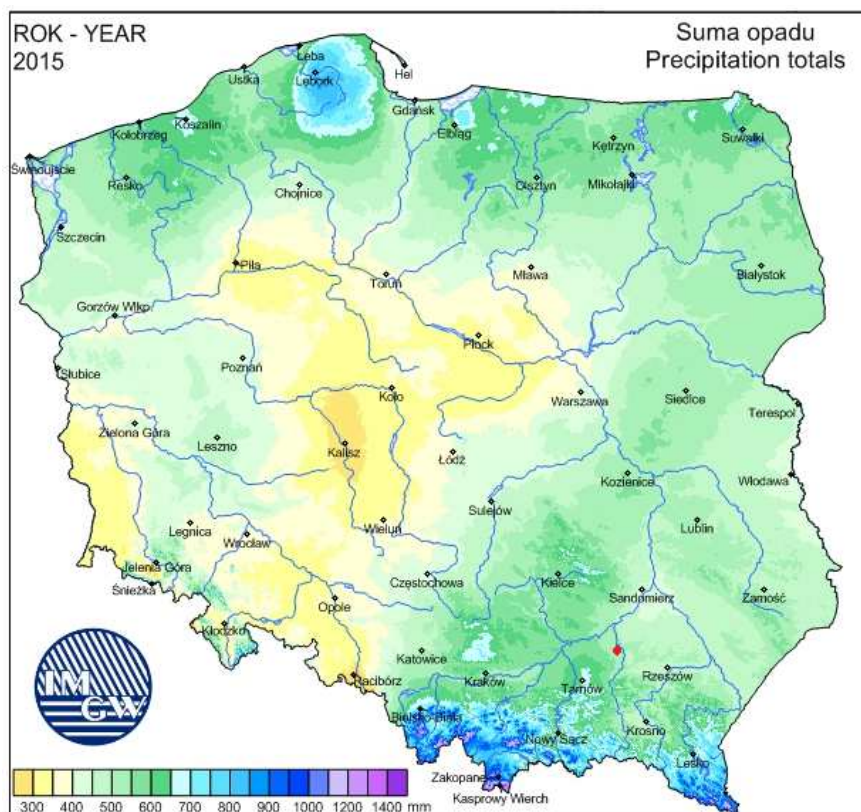 ROK - YEAR
2015
Suma opadu
Precipitation totals
Łeba
Ustka
Lębork
Hel
Gdańsk
Koszalin
Kołobrzeg
Elbląg
Kętrzyn
Suwałki
Świnoujście
Resko
Chojnice
Olsztyn
Mikołajki
Szczecin
Piła
Toruń
Mława
Białystok
Gorzów Wlkp.
Płock
Słubice
Poznań
Koło
Warszawa
Siedlce
Terespol
Zielona Góra
Leszno
Kalisz
Łódź
Kozienice
Włodawa
Sulejów
Legnica
Wrocław
Wieluń
Lublin
Jelenia Góra
Śnieżka
Opole
Częstochowa
Kielce
Sandomierz
Zamość
Kłodzko
Katowice
Racibórz
Kraków
Tarnów
Rzeszów
Bielsko-Biała
Nowy Sącz
Krosno
Lesko
Zakopane
Kasprowy Wierch
IM
GW
300 400 500 600 700 800 900 1000 1200 1400 mm